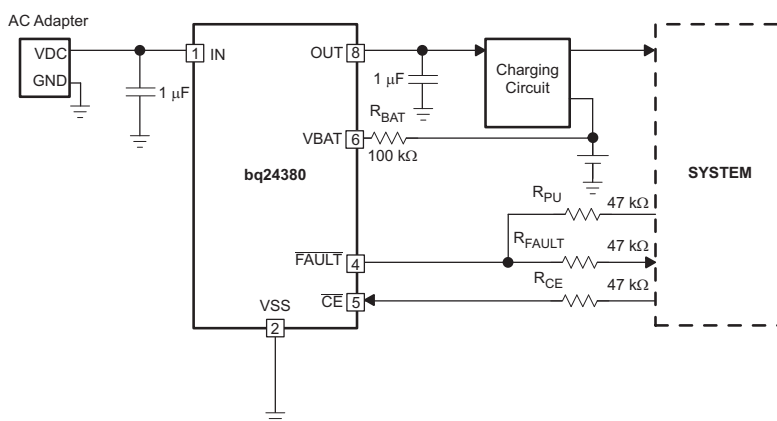 AC Adapter
VDC
GND
1 μF
1
IN
OUT
8
1 μF
Charging
Circuit
R_BAT
VBAT
6
100 kΩ
bq24380
SYSTEM
R_PU
47 kΩ
R_FAULT
47 kΩ
FAULT
4
R_CE
47 kΩ
CE
5
VSS
2